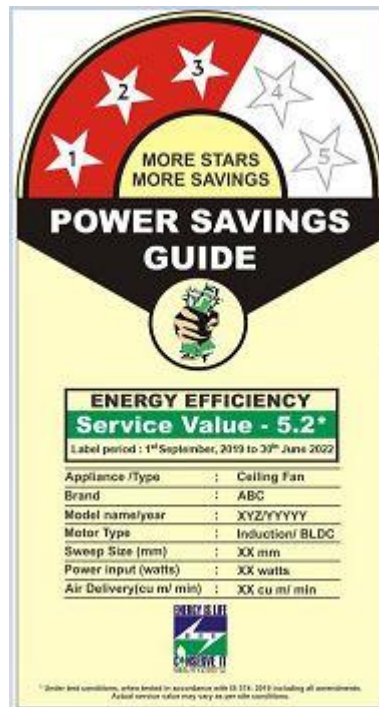 1
2
3
4
5
MORE STARS
MORE SAVINGS
POWER SAVINGS
GUIDE
ENERGY EFFICIENCY
Service Value - 5.2*
Label period : 1st September, 2019 to 30th June 2022
Appliance /Type : Ceiling Fan
Brand : ABC
Model name/year : XYZ/YYYYY
Motor Type : Induction/ BLDC
Sweep Size (mm) : XX mm
Power input (watts) : XX watts
Air Delivery(cu m/ min) : XX cu m/ min
ENERGY IS LIFE
CONSERVE IT
* Under test conditions, when tested in accordance with IS 374: 2019 including all amendments.
Actual service value may vary as per site conditions.